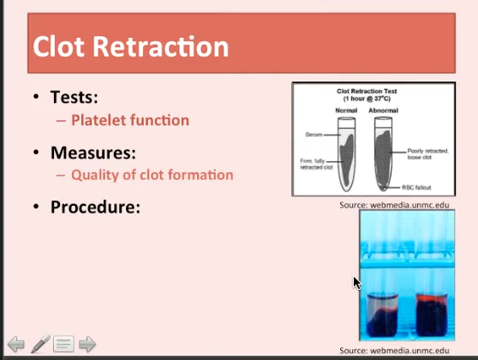 Clot Retraction
• Tests:
– Platelet function
• Measures:
– Quality of clot formation
• Procedure:
Clot Retraction Test
(1 hour @ 37°C)
Normal Abnormal
Serum
Firm, fully
retracted clot
Poorly retracted,
loose clot
RBC fallout
Source: webmedia.unmc.edu
Source: webmedia.unmc.edu